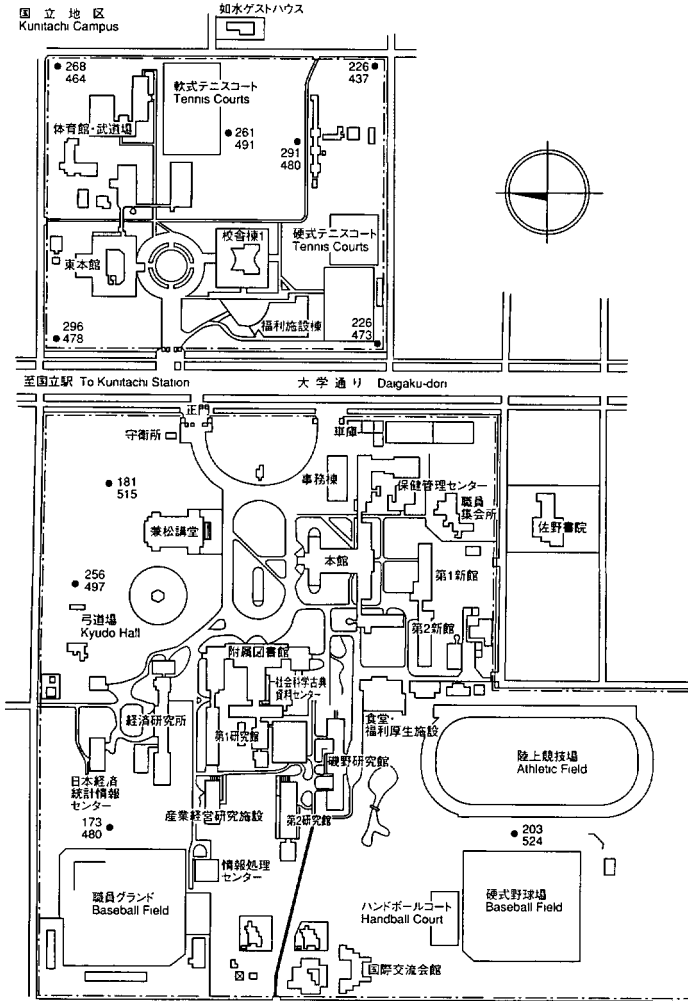 国立地区
Kunitachi Campus
如水ゲストハウス
268
464
軟式テニスコート
Tennis Courts
226
437
体育館・武道場
261
491
291
480
校舎棟1
硬式テニスコート
Tennis Courts
東本館
福利施設棟
296
478
226
473
至国立駅 To Kunitachi Station
大学通り Daigaku-dori
正門
守衛所
車庫
181
515
事務棟
保健管理センター
職員
集会所
兼松講堂
佐野書院
本館
第1新館
256
497
弓道場
Kyudo Hall
第2新館
附属図書館
社会科学古典
資料センター
経済研究所
第1研究館
食堂・
福利厚生施設
磯野研究館
陸上競技場
Athletic Field
日本経済
統計情報
センター
産業経営研究施設
第2研究館
173
480
203
524
情報処理
センター
職員グランド
Baseball Field
ハンドボールコート
Handball Court
硬式野球場
Baseball Field
国際交流会館